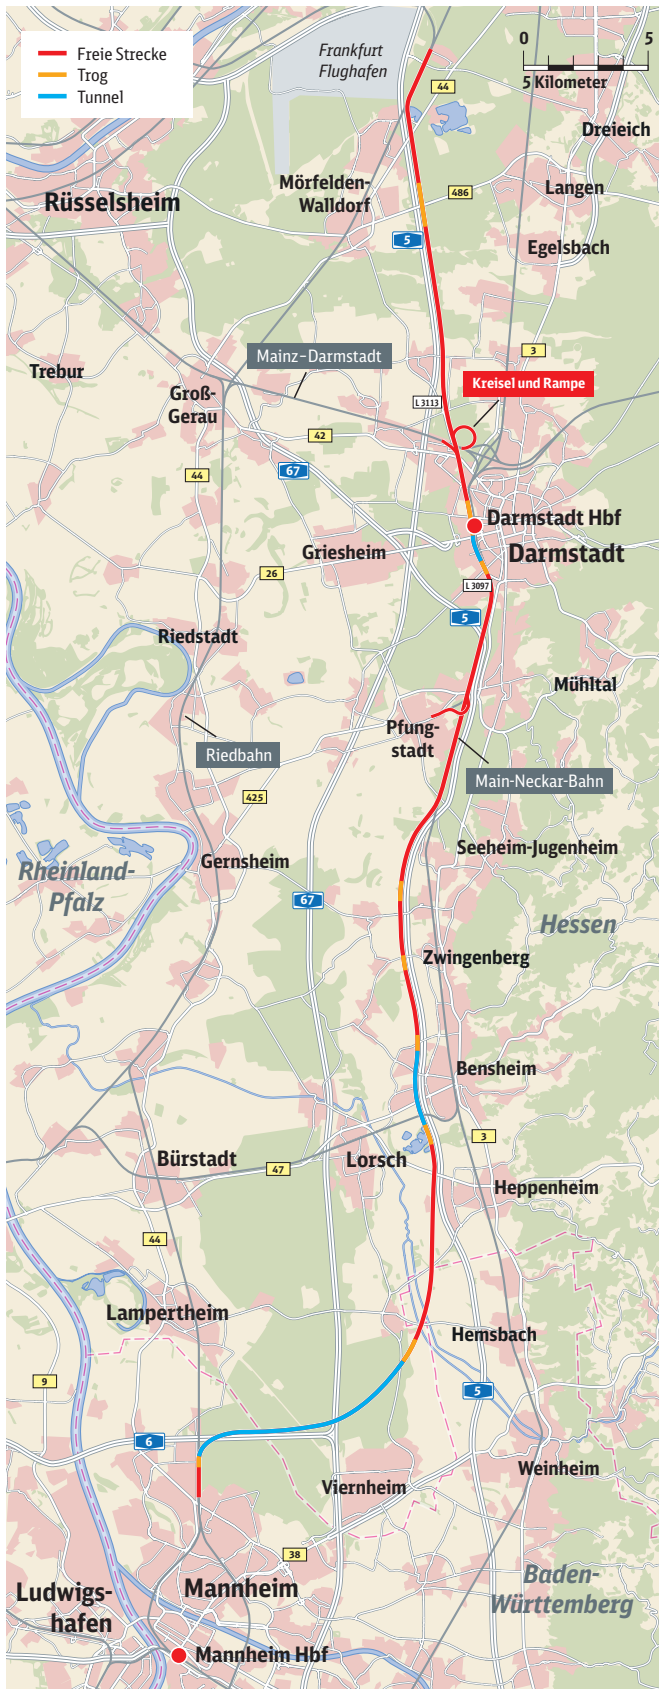 Freie Strecke
Trog
Tunnel
Frankfurt
Flughafen
0
5
5 Kilometer
44
Dreieich
Mörfelden-
Walldorf
486
Langen
Rüsselsheim
5
Egelsbach
3
Mainz–Darmstadt
Trebur
Kreisel und Rampe
Groß-
Gerau
L 3113
42
67
44
Darmstadt Hbf
Griesheim
Darmstadt
26
L 3097
5
Riedstadt
Mühltal
Pfung-
stadt
Riedbahn
Main-Neckar-Bahn
425
Seeheim-Jugenheim
Gernsheim
Rheinland-
Pfalz
67
Hessen
Zwingenberg
Bensheim
3
Bürstadt
Lorsch
47
Heppenheim
44
Lampertheim
Hemsbach
9
5
6
Weinheim
Viernheim
38
Baden-
Württemberg
Ludwigs-
hafen
Mannheim
Mannheim Hbf